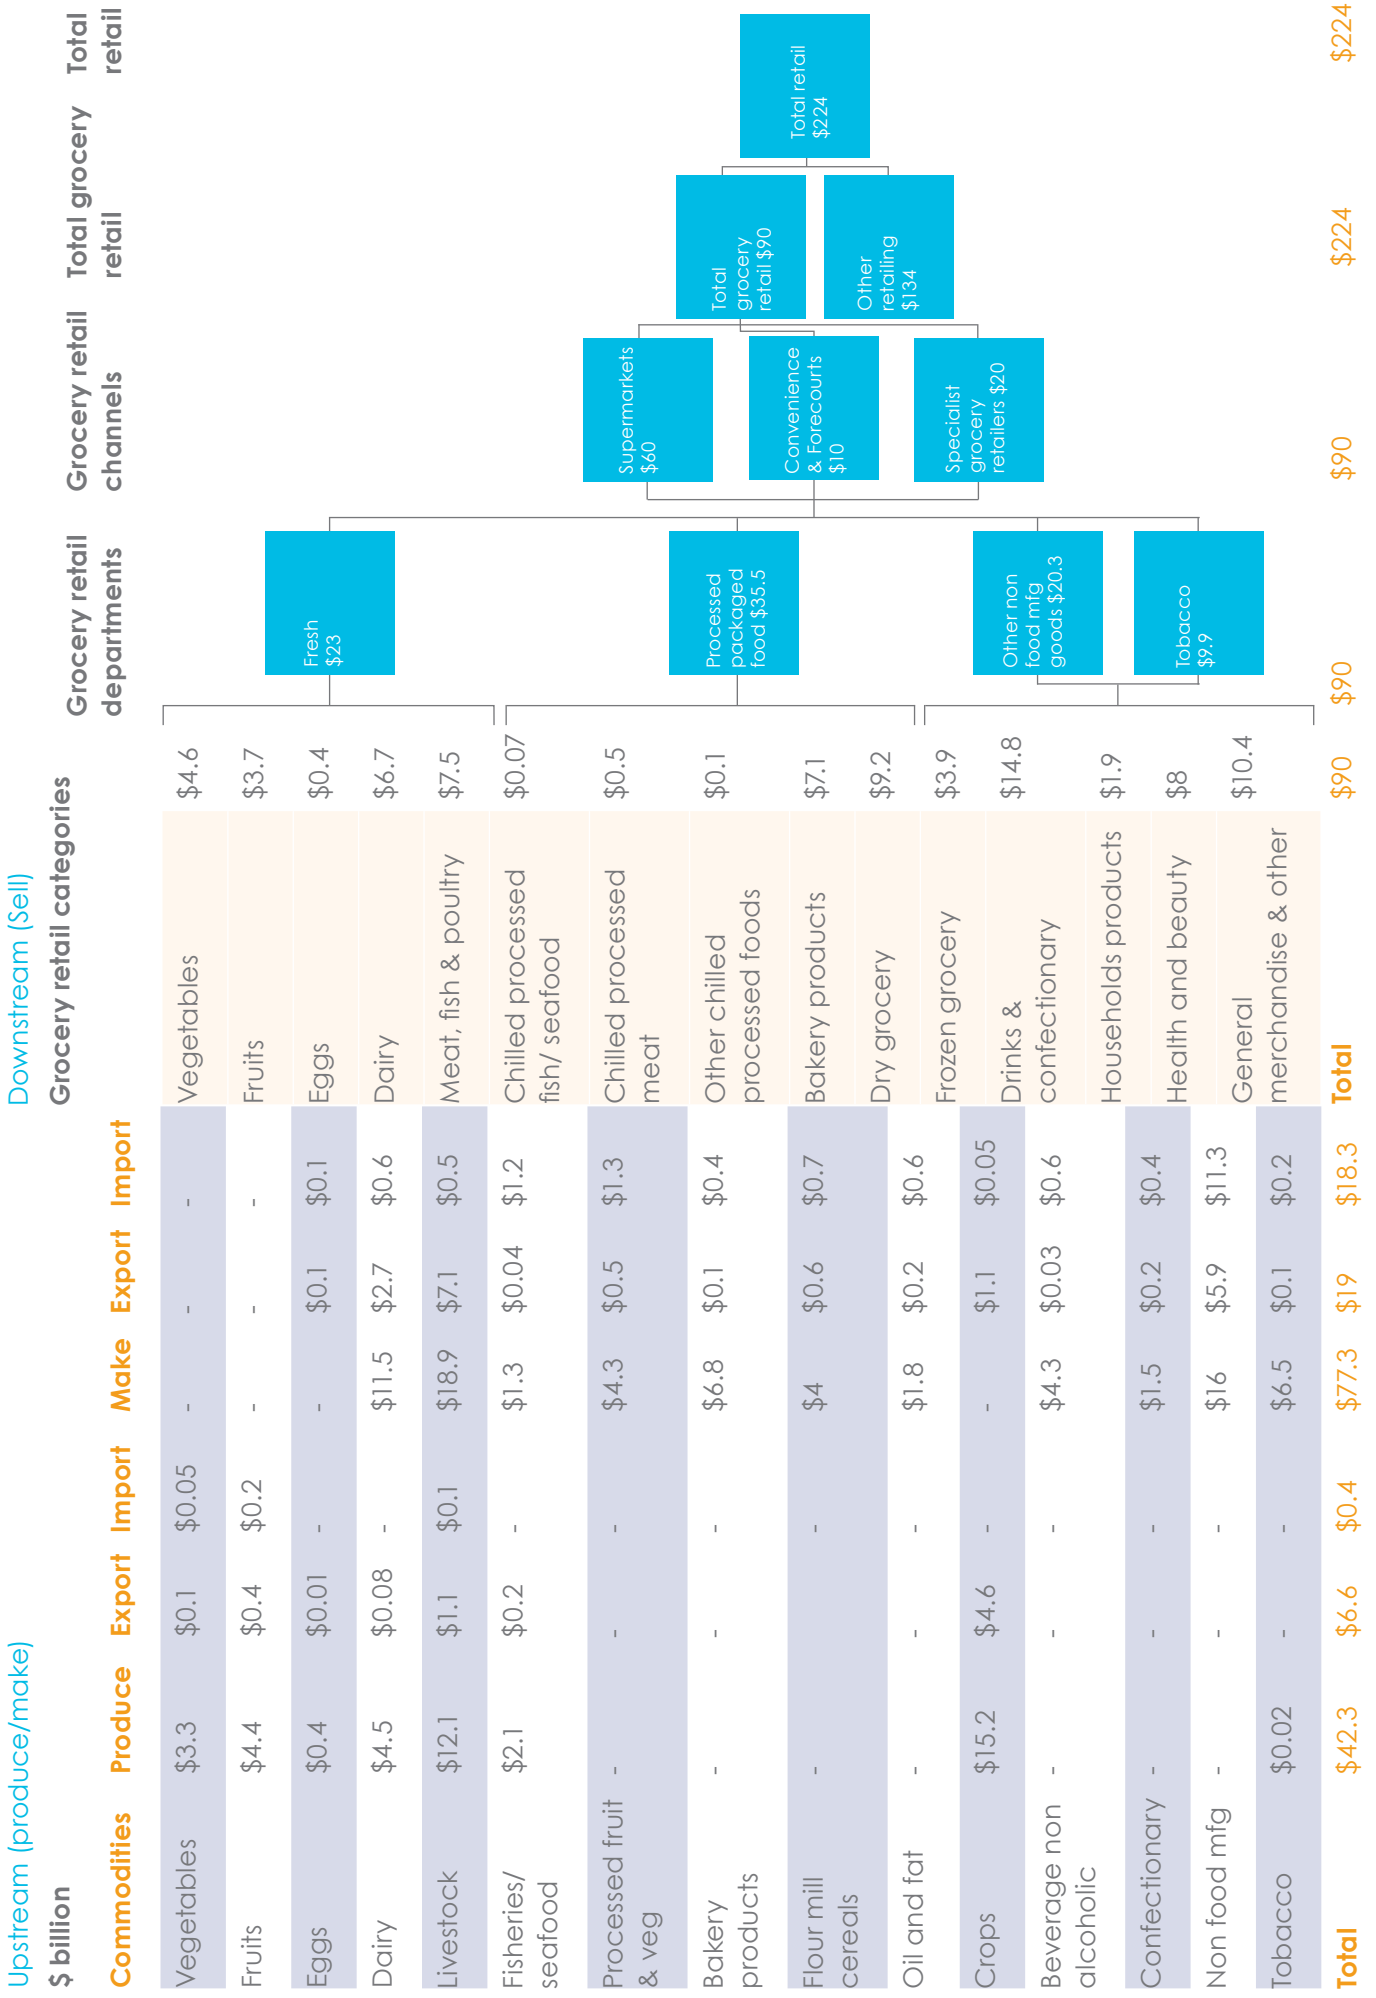 Upstream (produce/make)
Downstream (Sell)
$ billion
Grocery retail categories
Grocery retail
departments
Grocery retail
channels
Total grocery
retail
Total
retail
Commodities Produce Export Import Make Export Import
Vegetables $3.3 $0.1 $0.05 - - - -
Fruits $4.4 $0.4 $0.2 - - - -
Eggs $0.4 $0.01 - - $0.1 $0.1
Dairy $4.5 $0.08 - $11.5 $2.7 $0.6
Livestock $12.1 $1.1 $0.1 $18.9 $7.1 $0.5
Fisheries/ $2.1 $0.2 - $1.3 $0.04 $1.2
seafood
Processed fruit - - - $4.3 $0.5 $1.3
& veg
Bakery - - - $6.8 $0.1 $0.4
products
Flour mill - - - $4 $0.6 $0.7
cereals
Oil and fat - - - $1.8 $0.2 $0.6
Crops $15.2 $4.6 - - $1.1 $0.05
Beverage non - - - $4.3 $0.03 $0.6
alcoholic
Confectionary - - - $1.5 $0.2 $0.4
Non food mfg - - - $16 $5.9 $11.3
Tobacco $0.02 - - $6.5 $0.1 $0.2
Total $42.3 $6.6 $0.4 $77.3 $19 $18.3
Vegetables $4.6
Fruits $3.7
Eggs $0.4
Dairy $6.7
Meat, fish & poultry $7.5
Chilled processed $0.07
fish/ seafood
Chilled processed $0.5
meat
Other chilled $0.1
processed foods
Bakery products $7.1
Dry grocery $9.2
Frozen grocery $3.9
Drinks & $14.8
confectionary
Households products $1.9
Health and beauty $8
General $10.4
merchandise & other
Total $90 $90 $90 $224 $224
Fresh
$23
Processed
packaged
food $35.5
Other non
food mfg
goods $20.3
Tobacco
$9.9
Supermarkets
$60
Convenience
& Forecourts
$10
Specialist
grocery
retailers $20
Total
grocery
retail $90
Other
retailing
$134
Total retail
$224